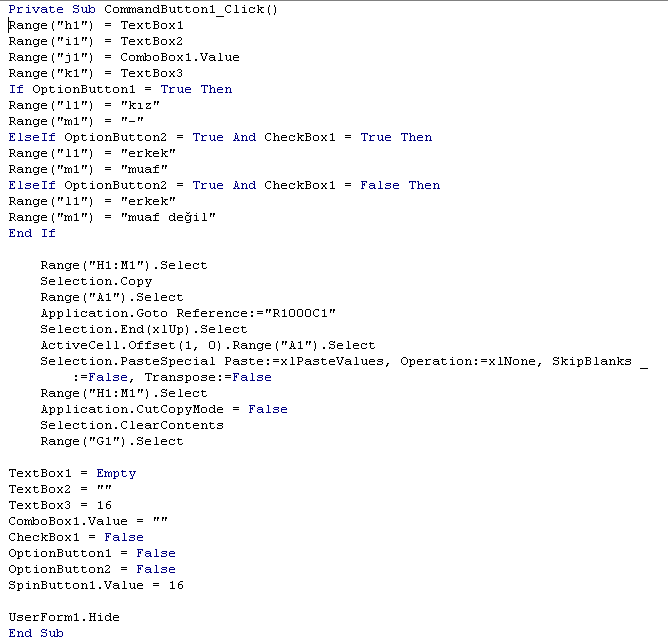 Private Sub CommandButton1_Click()
Range("h1") = TextBox1
Range("i1") = TextBox2
Range("j1") = ComboBox1.Value
Range("k1") = TextBox3
If OptionButton1 = True Then
Range("l1") = "kız"
Range("m1") = "-"
ElseIf OptionButton2 = True And CheckBox1 = True Then
Range("l1") = "erkek"
Range("m1") = "muaf"
ElseIf OptionButton2 = True And CheckBox1 = False Then
Range("l1") = "erkek"
Range("m1") = "muaf değil"
End If
Range("H1:M1").Select
Selection.Copy
Range("A1").Select
Application.Goto Reference:="R1000C1"
Selection.End(xlUp).Select
ActiveCell.Offset(1, 0).Range("A1").Select
Selection.PasteSpecial Paste:=xlPasteValues, Operation:=xlNone, SkipBlanks _
:=False, Transpose:=False
Range("H1:M1").Select
Application.CutCopyMode = False
Selection.ClearContents
Range("G1").Select
TextBox1 = Empty
TextBox2 = ""
TextBox3 = 16
ComboBox1.Value = ""
CheckBox1 = False
OptionButton1 = False
OptionButton2 = False
SpinButton1.Value = 16
UserForm1.Hide
End Sub